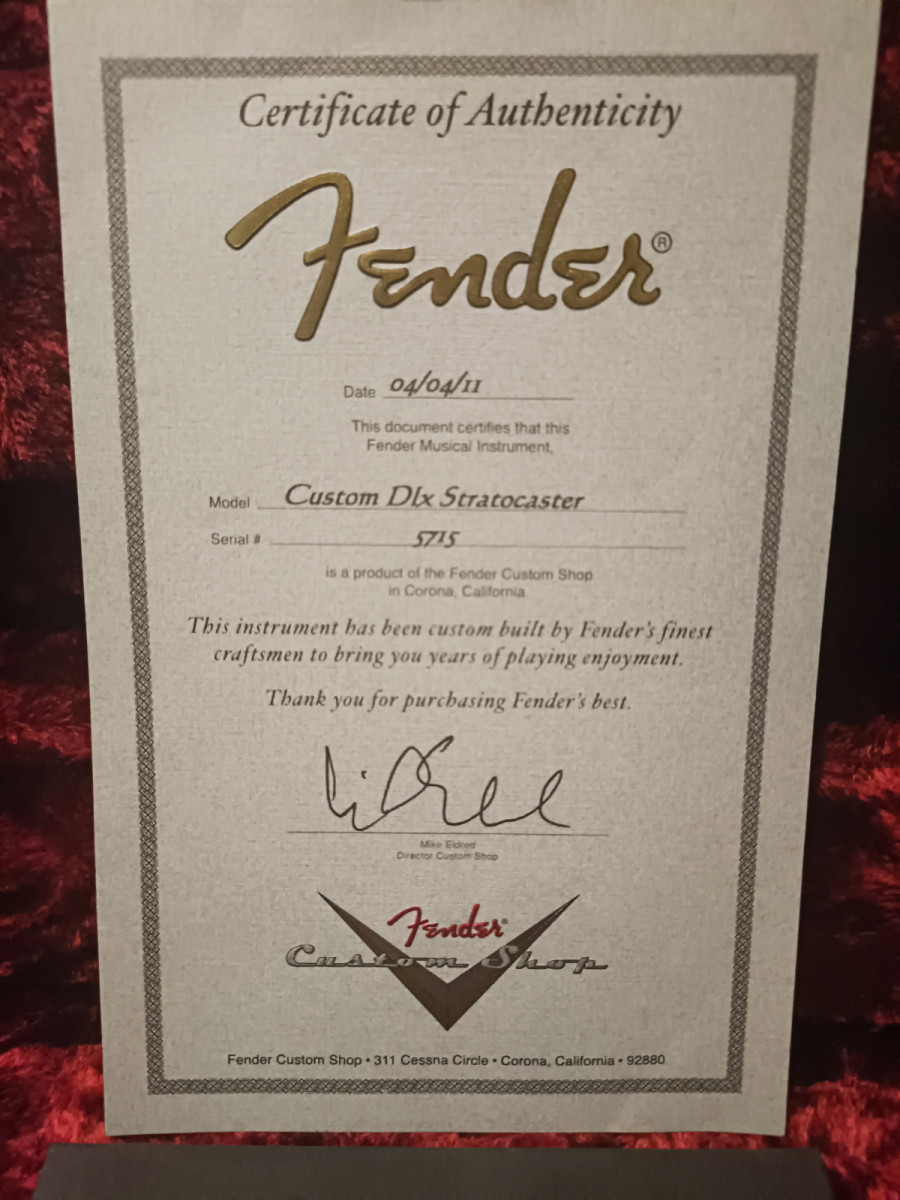 Certificate of Authenticity
Fender®
Date 04/04/11
This document certifies that this
Fender Musical Instrument,
Model Custom Dlx Stratocaster
Serial # 5715
is a product of the Fender Custom Shop
in Corona, California.
This instrument has been custom built by Fender's finest
craftsmen to bring you years of playing enjoyment.
Thank you for purchasing Fender's best.
Mike Eldred
Director Custom Shop
Fender®
Custom Shop
Fender Custom Shop • 311 Cessna Circle • Corona, California • 92880